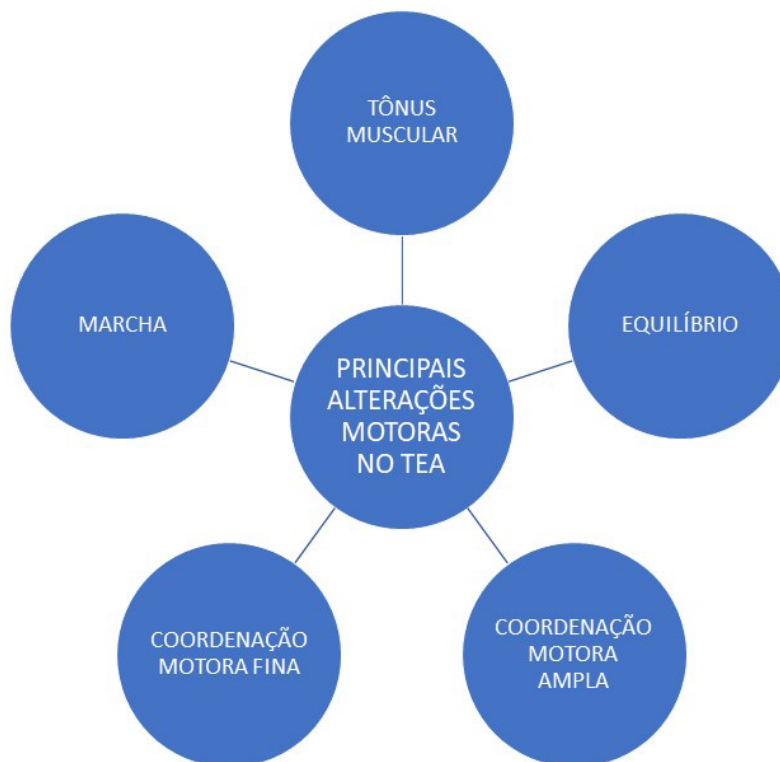 TÔNUS
MUSCULAR
MARCHA
EQUILÍBRIO
PRINCIPAIS
ALTERAÇÕES
MOTORAS
NO TEA
COORDENAÇÃO
MOTORA FINA
COORDENAÇÃO
MOTORA
AMPLA